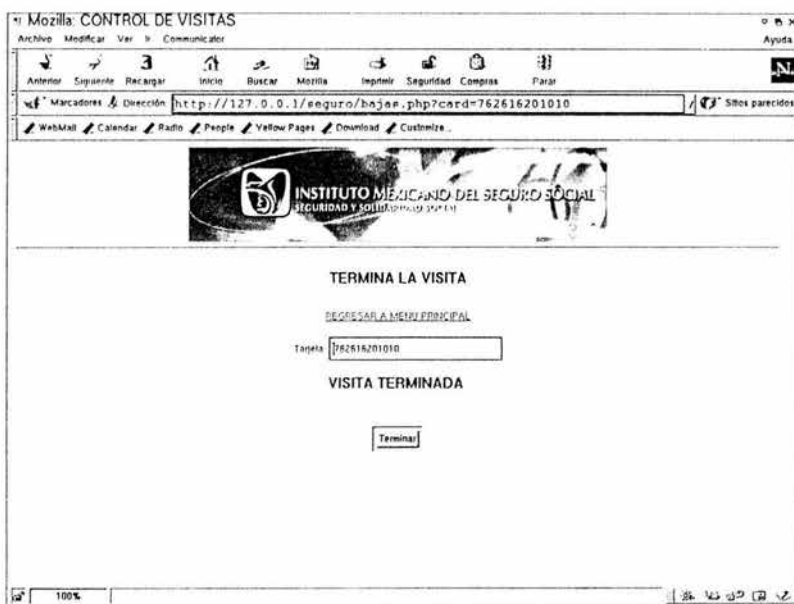 Mozilla: CONTROL DE VISITAS
Archivo Modificar Ver Ir Communicator Ayuda
Anterior Siguiente Recargar Inicio Buscar Mozilla Imprimir Seguridad Compras Parar N
Marcadores Dirección: http://127.0.0.1/seguro/bajas.php?card=762616201010 Sitios parecidos
WebMail Calendar Radio People Yellow Pages Download Customize...
INSTITUTO MEXICANO DEL SEGURO SOCIAL
SEGURIDAD Y SOLIDARIDAD SOCIAL
TERMINA LA VISITA
REGRESAR A MENU PRINCIPAL
Tarjeta 762616201010
VISITA TERMINADA
Terminar
100%